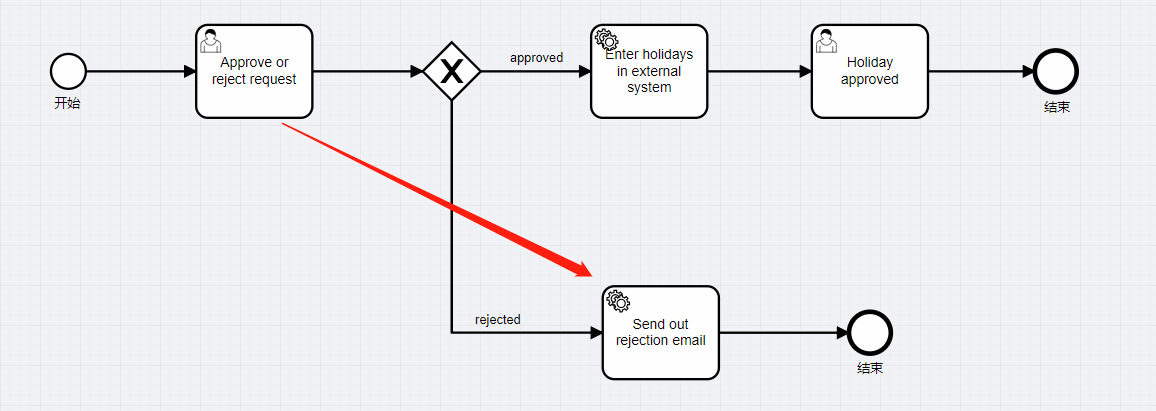 开始
Approve or
reject request
X
approved
Enter holidays
in external
system
Holiday
approved
结束
rejected
Send out
rejection email
结束